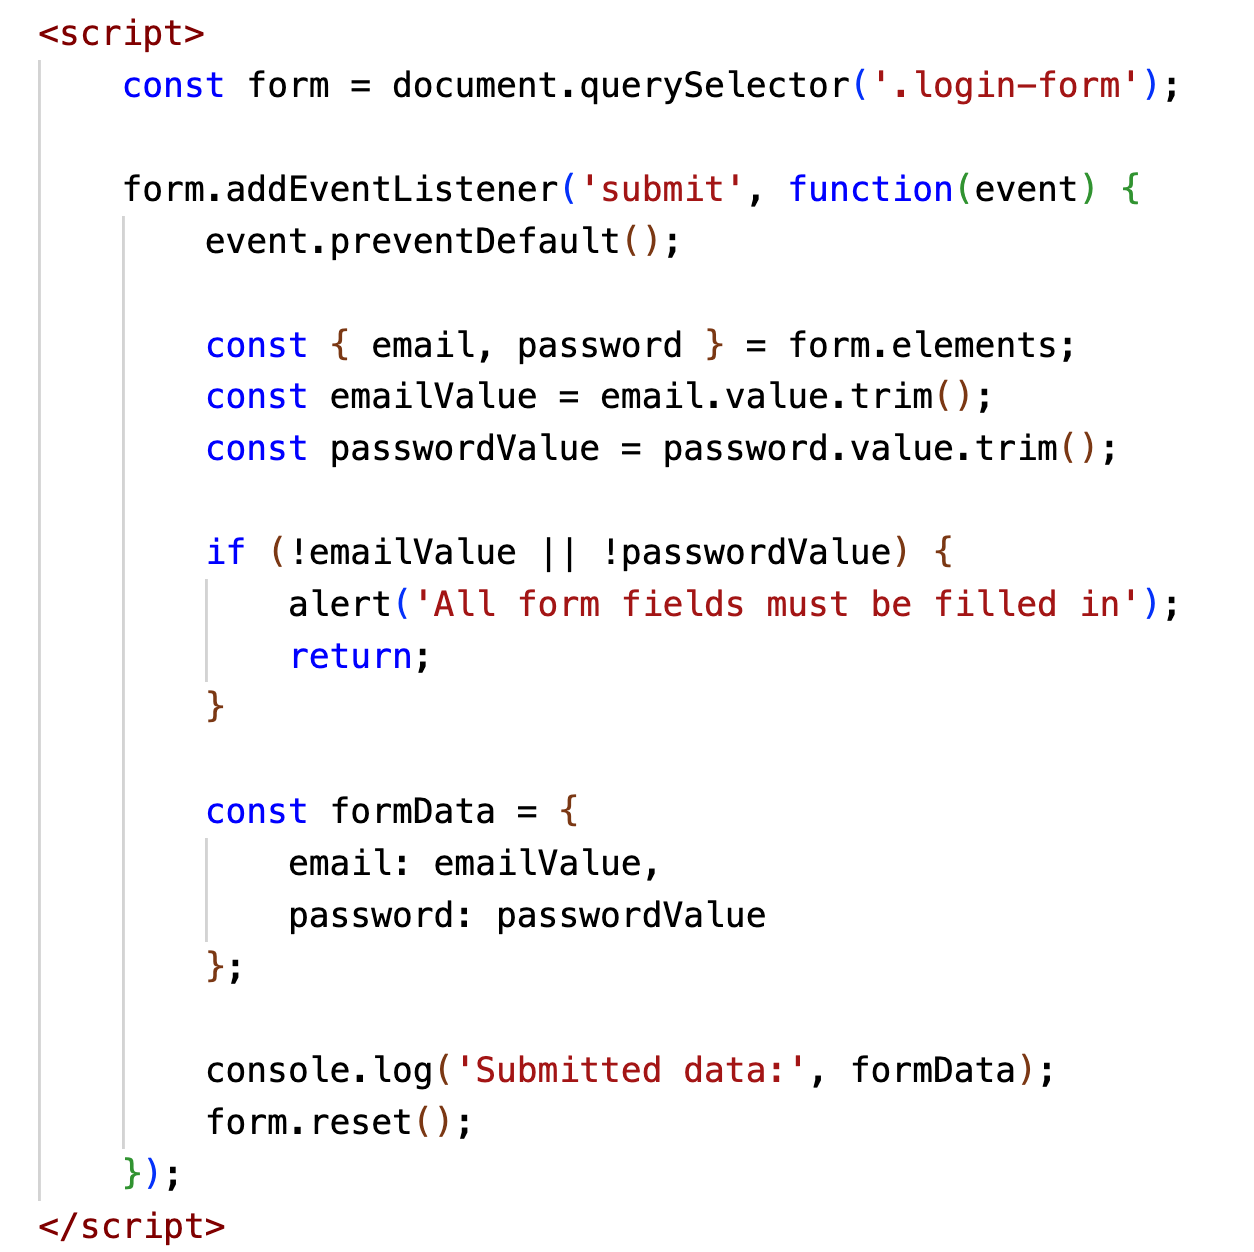 <script>
    const form = document.querySelector('.login-form');

    form.addEventListener('submit', function(event) {
        event.preventDefault();

        const { email, password } = form.elements;
        const emailValue = email.value.trim();
        const passwordValue = password.value.trim();

        if (!emailValue || !passwordValue) {
            alert('All form fields must be filled in');
            return;
        }

        const formData = {
            email: emailValue,
            password: passwordValue
        };

        console.log('Submitted data:', formData);
        form.reset();
    });
</script>